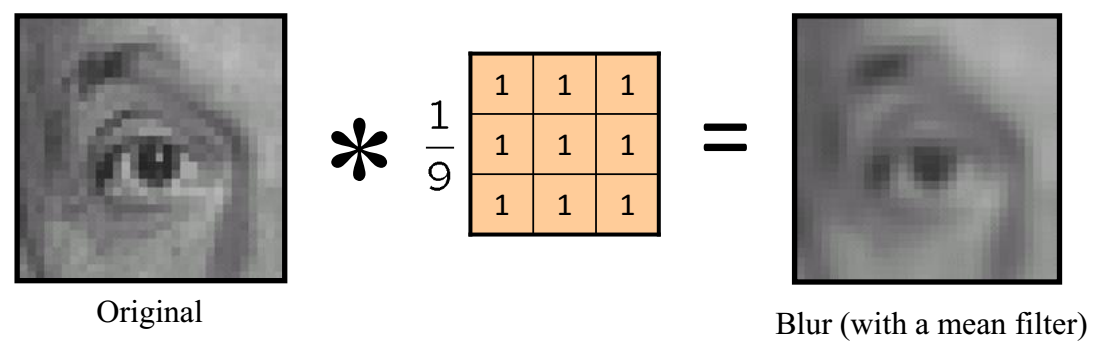 1 1 1
* 1/9 1 1 1 =
1 1 1
Original
Blur (with a mean filter)